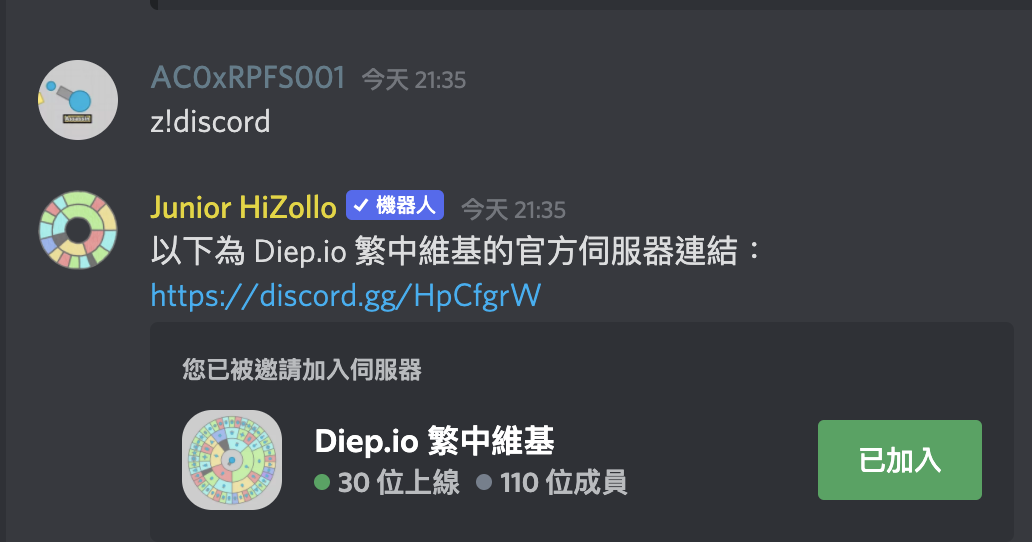 AC0xRPFS001 今天 21:35
z!discord
Junior HiZollo ✓ 機器人 今天 21:35
以下為 Diep.io 繁中維基的官方伺服器連結：
https://discord.gg/HpCfgrW
您已被邀請加入伺服器
Diep.io 繁中維基
30 位上線 110 位成員
已加入